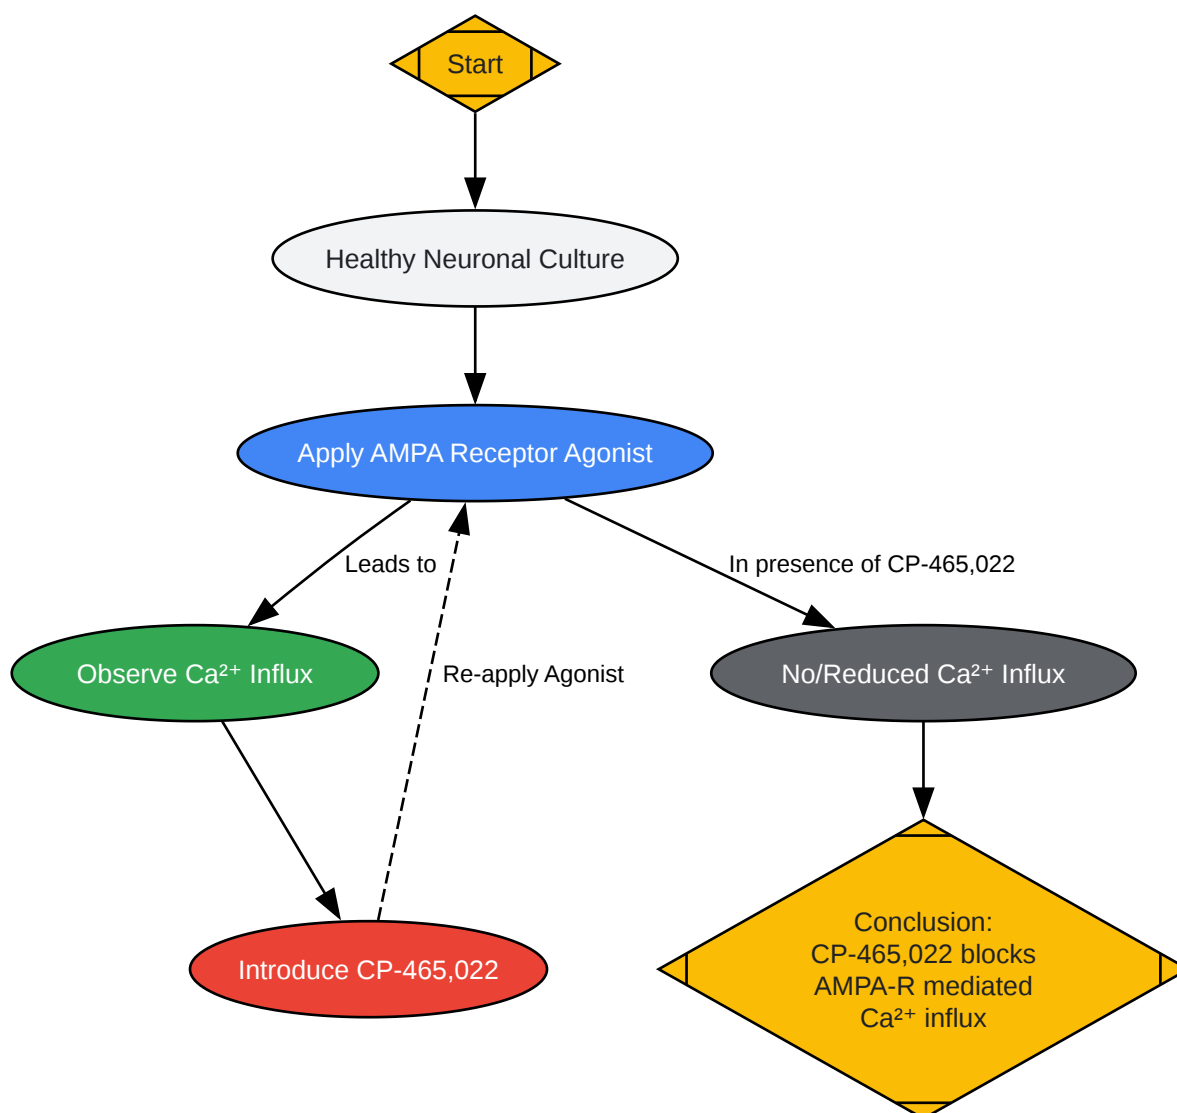 Start
Healthy Neuronal Culture
Apply AMPA Receptor Agonist
Leads to
In presence of CP-465,022
Observe Ca²⁺ Influx
Re-apply Agonist
No/Reduced Ca²⁺ Influx
Introduce CP-465,022
Conclusion:
CP-465,022 blocks
AMPA-R mediated
Ca²⁺ influx